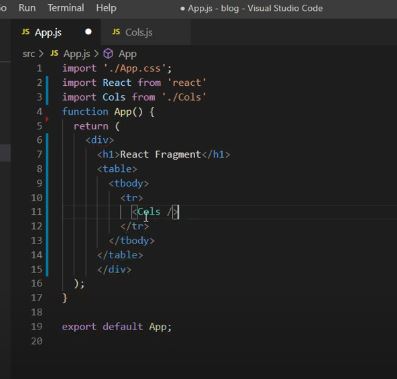 Go Run Terminal Help ● App.js - blog - Visual Studio Code
JS App.js ● JS Cols.js
src > JS App.js > App
1 import './App.css';
2 import React from 'react'
3 import Cols from './Cols'
4 function App() {
5 return (
6 <div>
7 <h1>React Fragment</h1>
8 <table>
9 <tbody>
10 <tr>
11 <Cols />
12 </tr>
13 </tbody>
14 </table>
15 </div>
16 );
17 }
18
19 export default App;
20